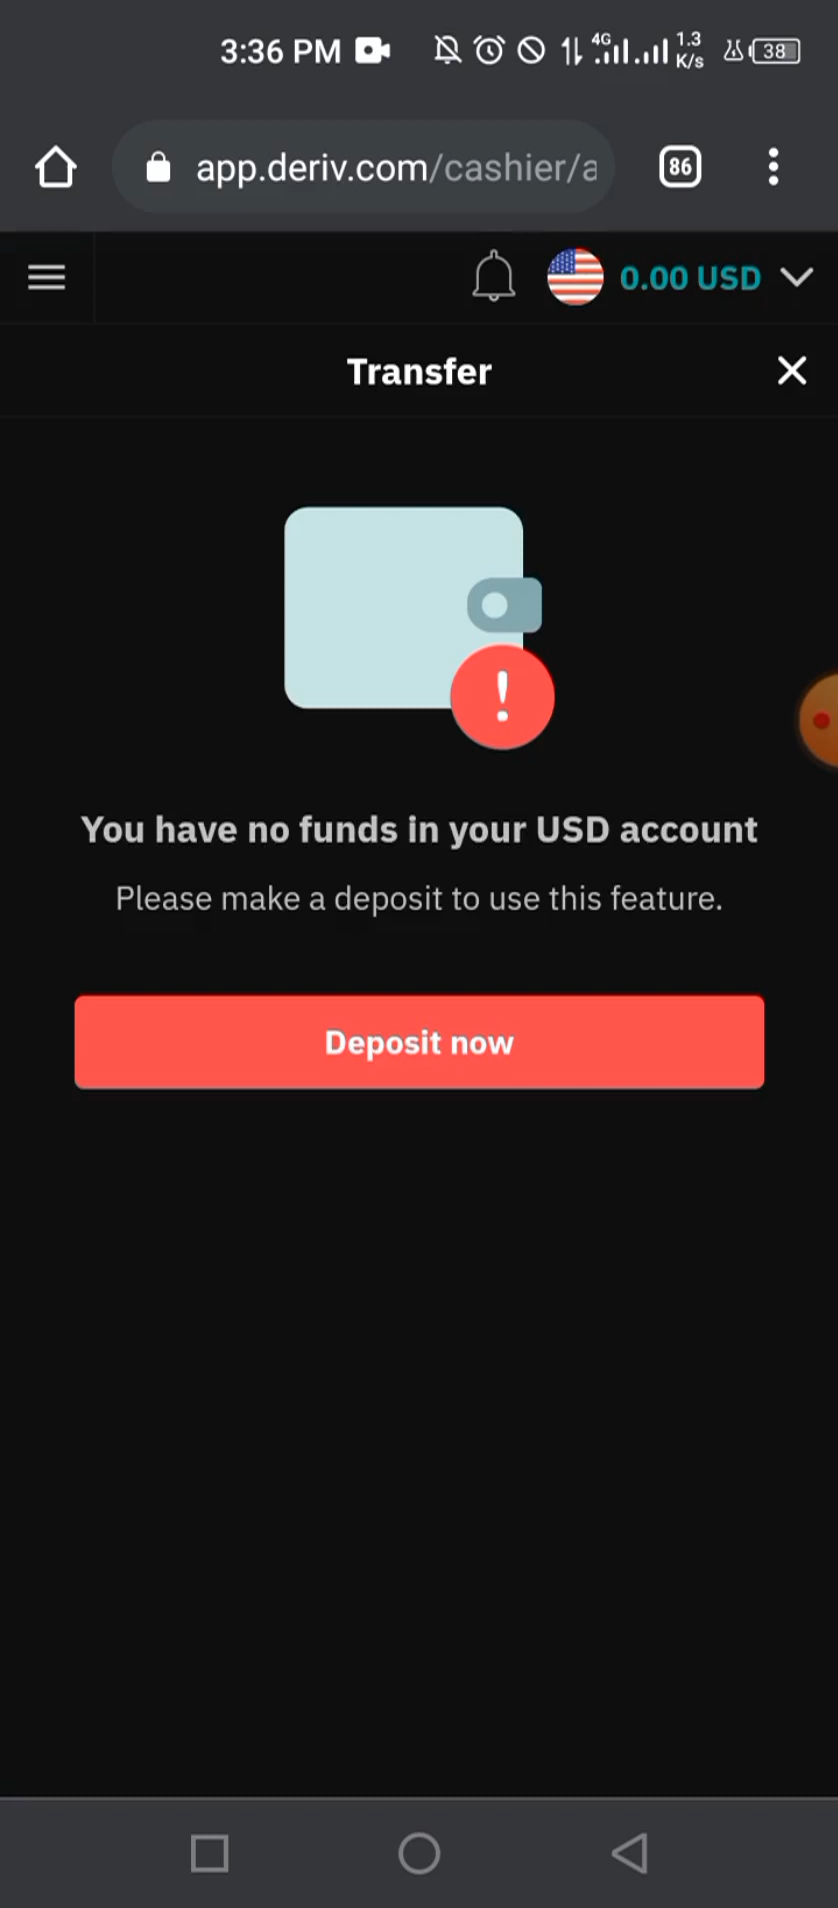 3:36 PM 4G 1.3 K/s 38
app.deriv.com/cashier/a 86
0.00 USD
Transfer
!
You have no funds in your USD account
Please make a deposit to use this feature.
Deposit now